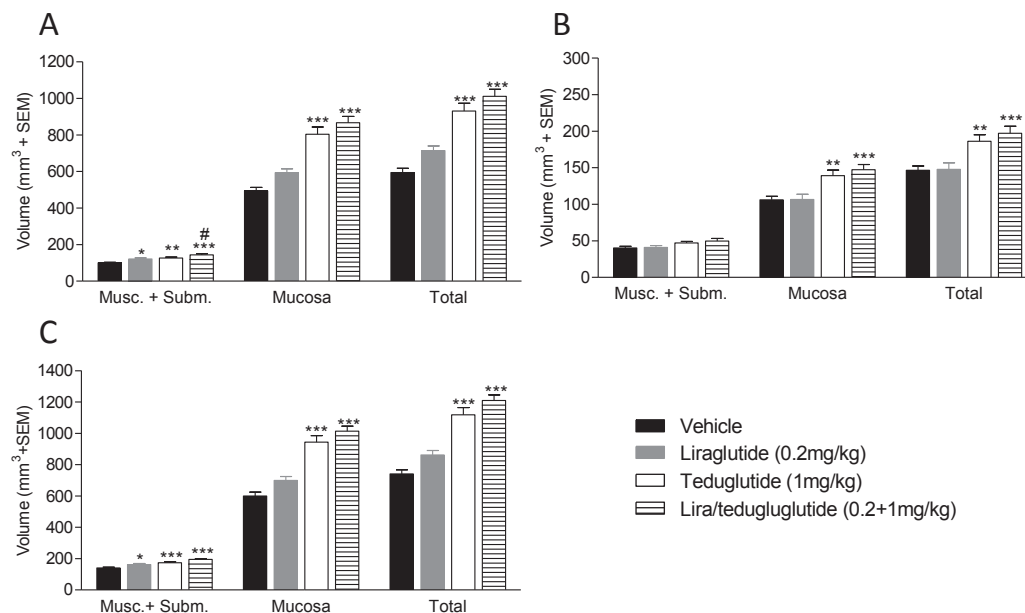 A
Volume (mm³ + SEM)
1200
1000
800
600
400
200
0
*
**
#
***
***
***
***
***
Musc. + Subm.
Mucosa
Total
B
Volume (mm³ + SEM)
300
250
200
150
100
50
0
**
***
**
***
Musc. + Subm.
Mucosa
Total
C
Volume (mm³+SEM)
1400
1200
1000
800
600
400
200
0
*
***
***
***
***
***
***
Musc.+ Subm.
Mucosa
Total
Vehicle
Liraglutide (0.2mg/kg)
Teduglutide (1mg/kg)
Lira/tedugluglutide (0.2+1mg/kg)